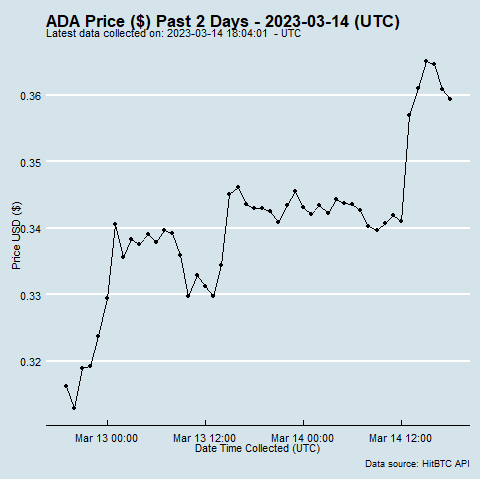 ADA Price ($) Past 2 Days - 2023-03-14 (UTC)
Latest data collected on: 2023-03-14 18:04:01 - UTC
0.36
0.35
0.34
0.33
0.32
Price USD ($)
Mar 13 00:00 Mar 13 12:00 Mar 14 00:00 Mar 14 12:00
Date Time Collected (UTC)
Data source: HitBTC API